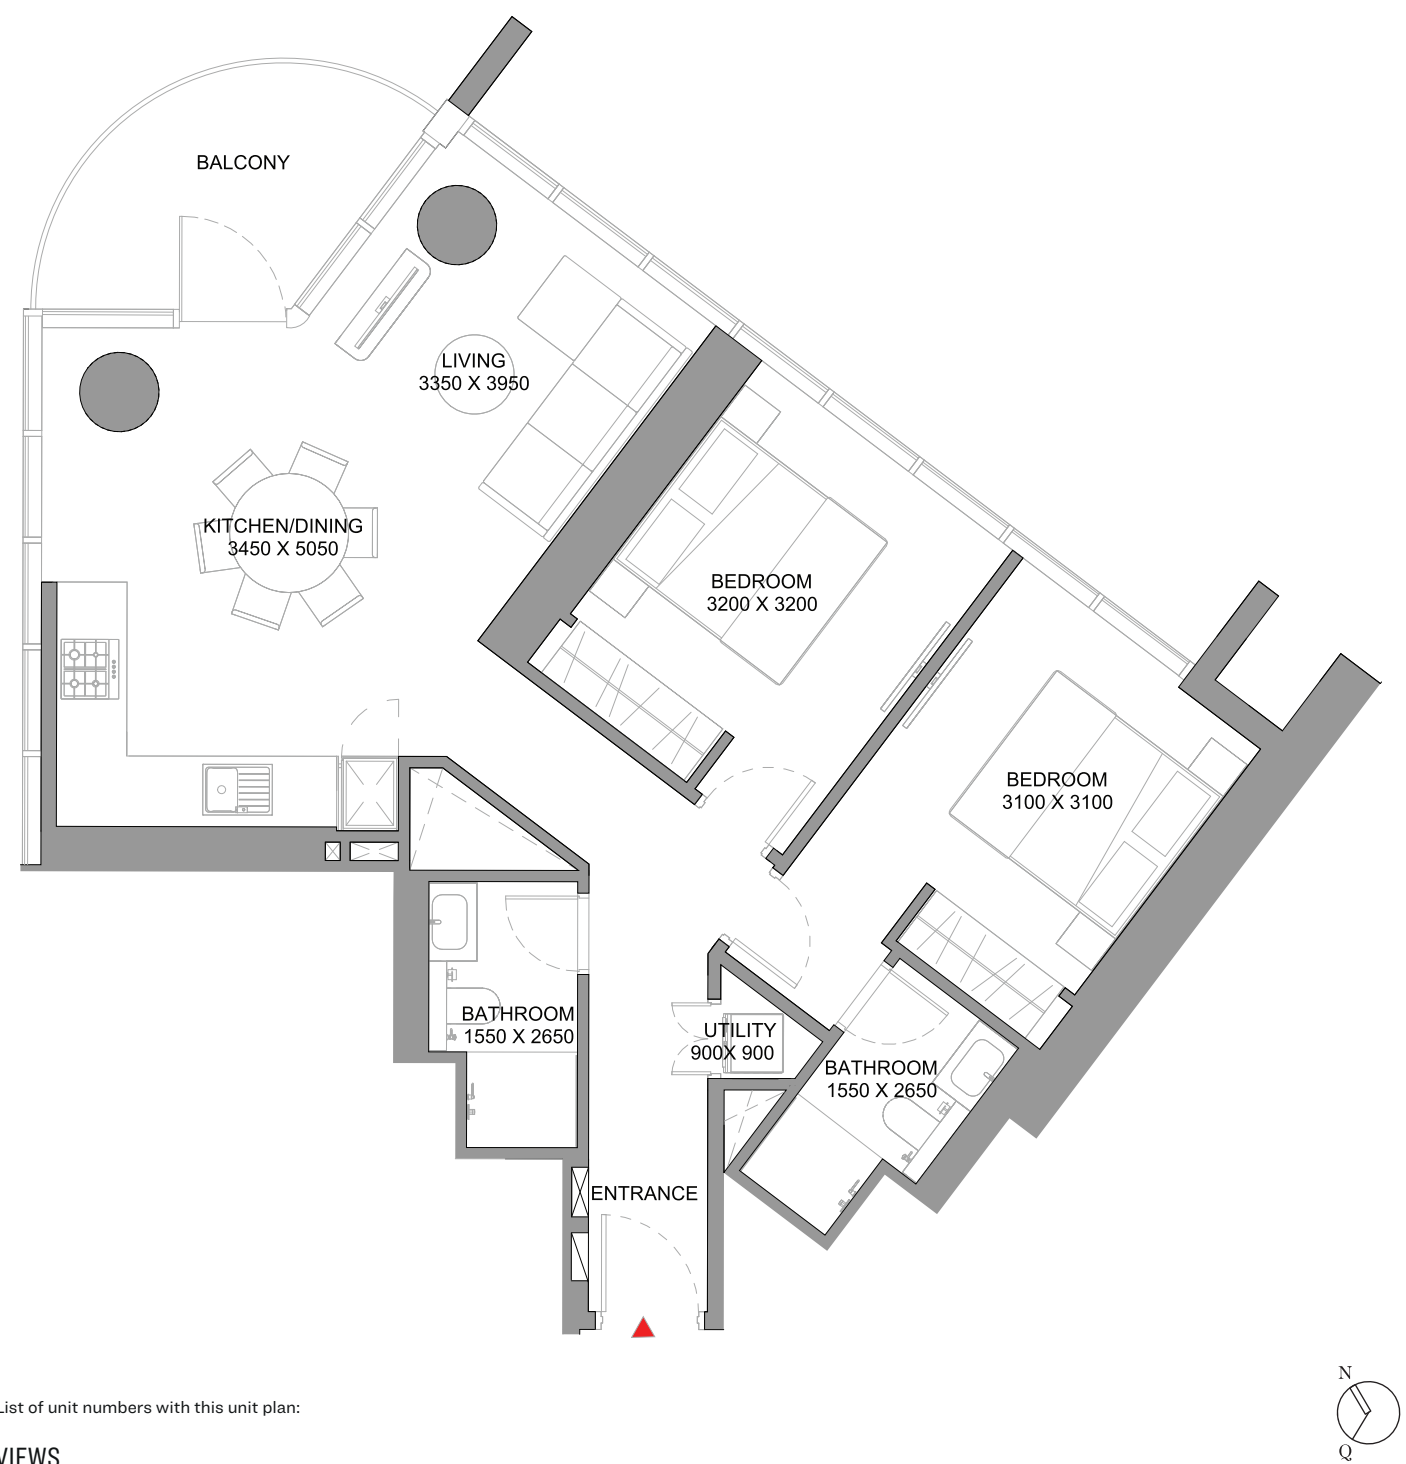 BALCONY
LIVING
3350 X 3950
KITCHEN/DINING
3450 X 5050
BEDROOM
3200 X 3200
BEDROOM
3100 X 3100
BATHROOM
1550 X 2650
UTILITY
900X 900
BATHROOM
1550 X 2650
ENTRANCE
N
Q
List of unit numbers with this unit plan:
VIEWS